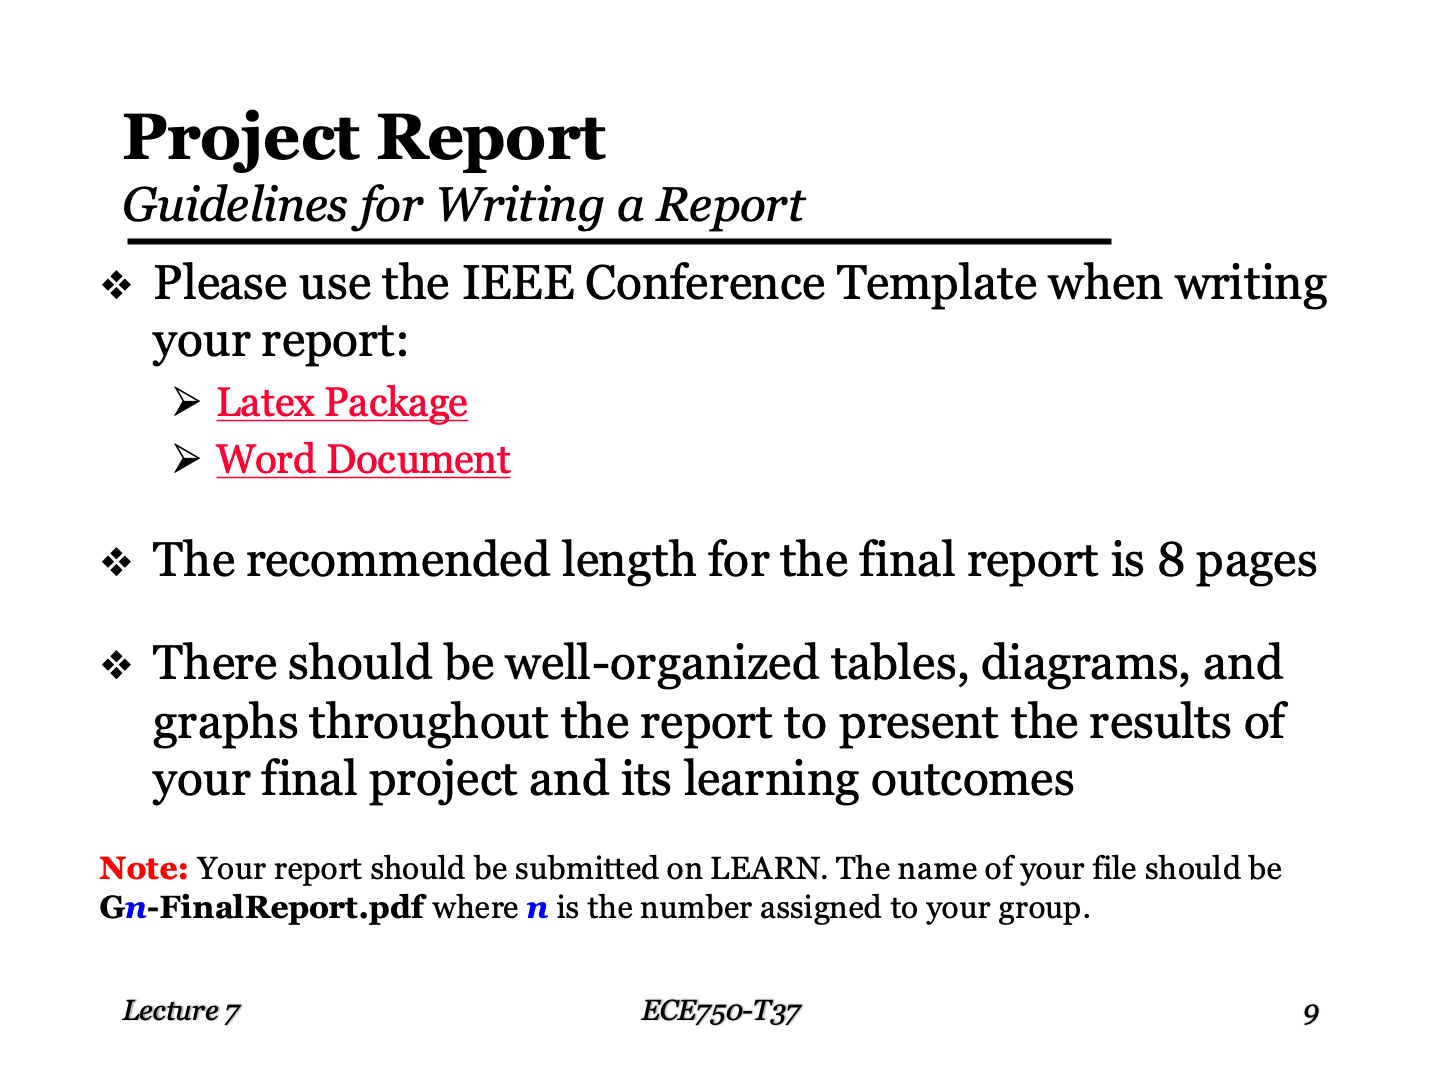 Project Report
Guidelines for Writing a Report
❖ Please use the IEEE Conference Template when writing
your report:
➢ Latex Package
➢ Word Document
❖ The recommended length for the final report is 8 pages
❖ There should be well-organized tables, diagrams, and
graphs throughout the report to present the results of
your final project and its learning outcomes
Note: Your report should be submitted on LEARN. The name of your file should be
Gn-FinalReport.pdf where n is the number assigned to your group.
Lecture 7 ECE750-T37 9